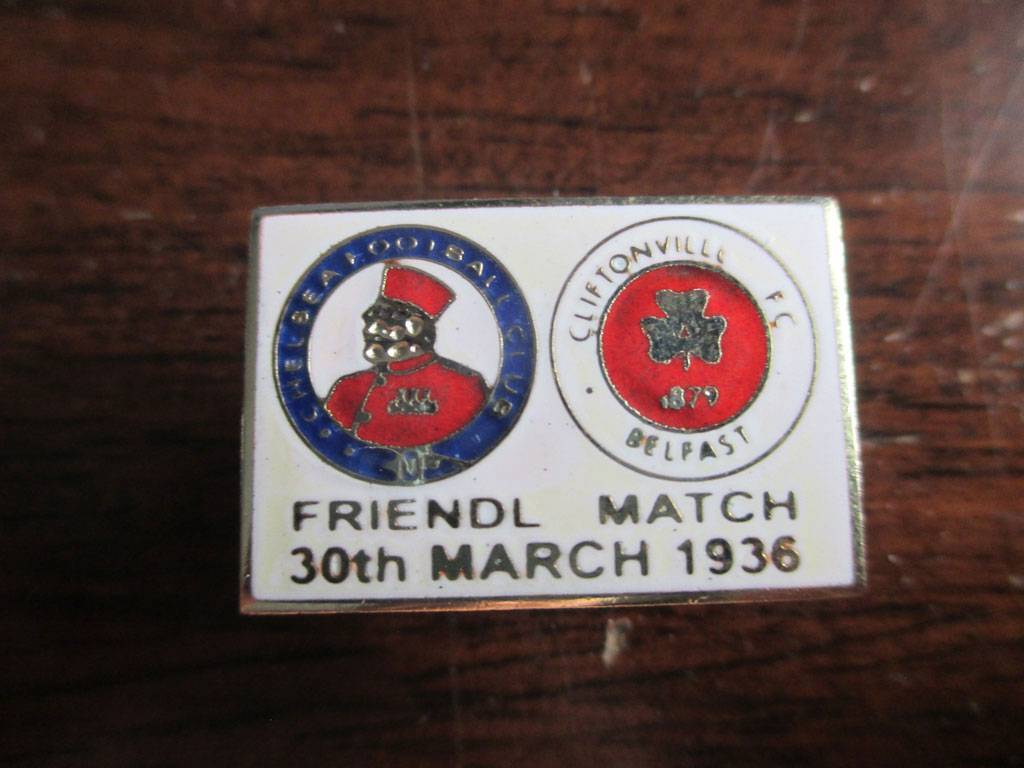 CHELSEA FOOTBALL CLUB
CLIFTONVILLE FC
1879
BELFAST
FRIENDL MATCH
30th MARCH 1936